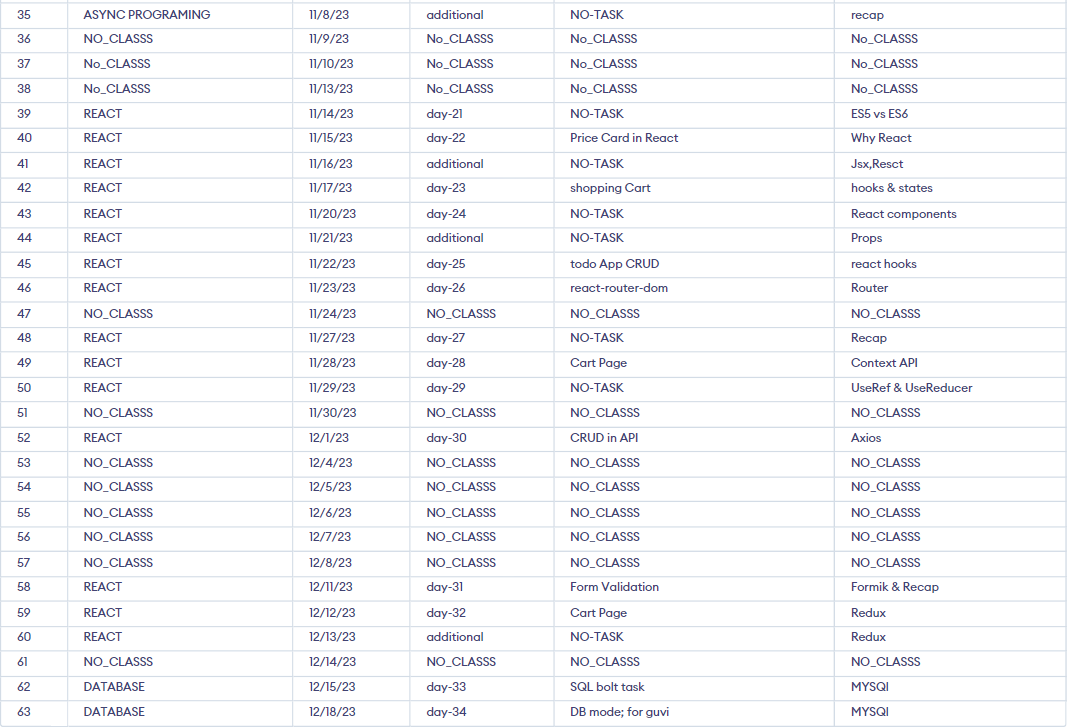 35 ASYNC PROGRAMING 11/8/23 additional NO-TASK recap
36 NO_CLASSS 11/9/23 No_CLASSS No_CLASSS No_CLASSS
37 No_CLASSS 11/10/23 No_CLASSS No_CLASSS No_CLASSS
38 No_CLASSS 11/13/23 No_CLASSS No_CLASSS No_CLASSS
39 REACT 11/14/23 day-21 NO-TASK ES5 vs ES6
40 REACT 11/15/23 day-22 Price Card in React Why React
41 REACT 11/16/23 additional NO-TASK Jsx,Resct
42 REACT 11/17/23 day-23 shopping Cart hooks & states
43 REACT 11/20/23 day-24 NO-TASK React components
44 REACT 11/21/23 additional NO-TASK Props
45 REACT 11/22/23 day-25 todo App CRUD react hooks
46 REACT 11/23/23 day-26 react-router-dom Router
47 NO_CLASSS 11/24/23 NO_CLASSS NO_CLASSS NO_CLASSS
48 REACT 11/27/23 day-27 NO-TASK Recap
49 REACT 11/28/23 day-28 Cart Page Context API
50 REACT 11/29/23 day-29 NO-TASK UseRef & UseReducer
51 NO_CLASSS 11/30/23 NO_CLASSS NO_CLASSS NO_CLASSS
52 REACT 12/1/23 day-30 CRUD in API Axios
53 NO_CLASSS 12/4/23 NO_CLASSS NO_CLASSS NO_CLASSS
54 NO_CLASSS 12/5/23 NO_CLASSS NO_CLASSS NO_CLASSS
55 NO_CLASSS 12/6/23 NO_CLASSS NO_CLASSS NO_CLASSS
56 NO_CLASSS 12/7/23 NO_CLASSS NO_CLASSS NO_CLASSS
57 NO_CLASSS 12/8/23 NO_CLASSS NO_CLASSS NO_CLASSS
58 REACT 12/11/23 day-31 Form Validation Formik & Recap
59 REACT 12/12/23 day-32 Cart Page Redux
60 REACT 12/13/23 additional NO-TASK Redux
61 NO_CLASSS 12/14/23 NO_CLASSS NO_CLASSS NO_CLASSS
62 DATABASE 12/15/23 day-33 SQL bolt task MYSQl
63 DATABASE 12/18/23 day-34 DB mode; for guvi MYSQl